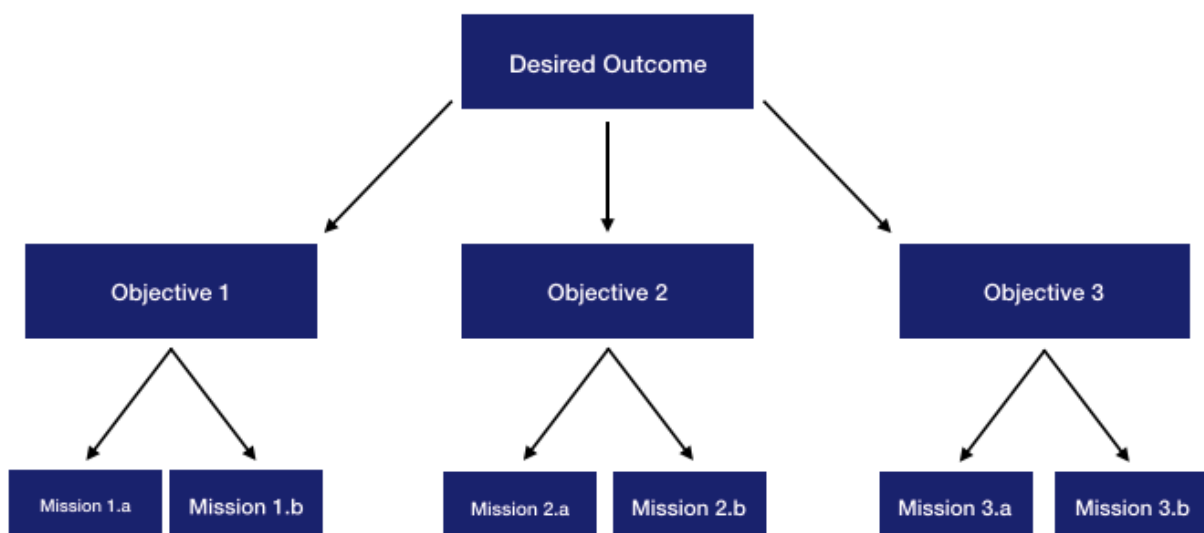 Desired Outcome
Objective 1
Objective 2
Objective 3
Mission 1.a
Mission 1.b
Mission 2.a
Mission 2.b
Mission 3.a
Mission 3.b